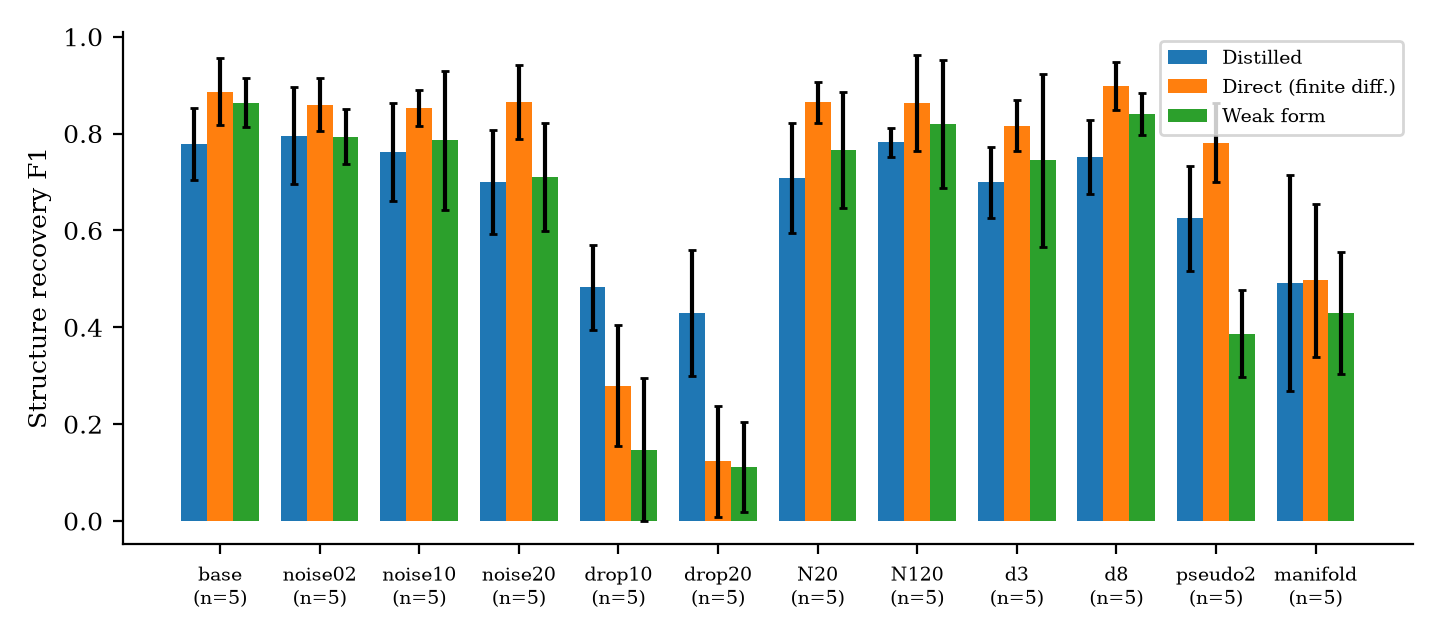 Structure recovery F1
1.0
0.8
0.6
0.4
0.2
0.0
Distilled
Direct (finite diff.)
Weak form
base noise02 noise10 noise20 drop10 drop20 N20 N120 d3 d8 pseudo2 manifold
(n=5) (n=5) (n=5) (n=5) (n=5) (n=5) (n=5) (n=5) (n=5) (n=5) (n=5) (n=5)